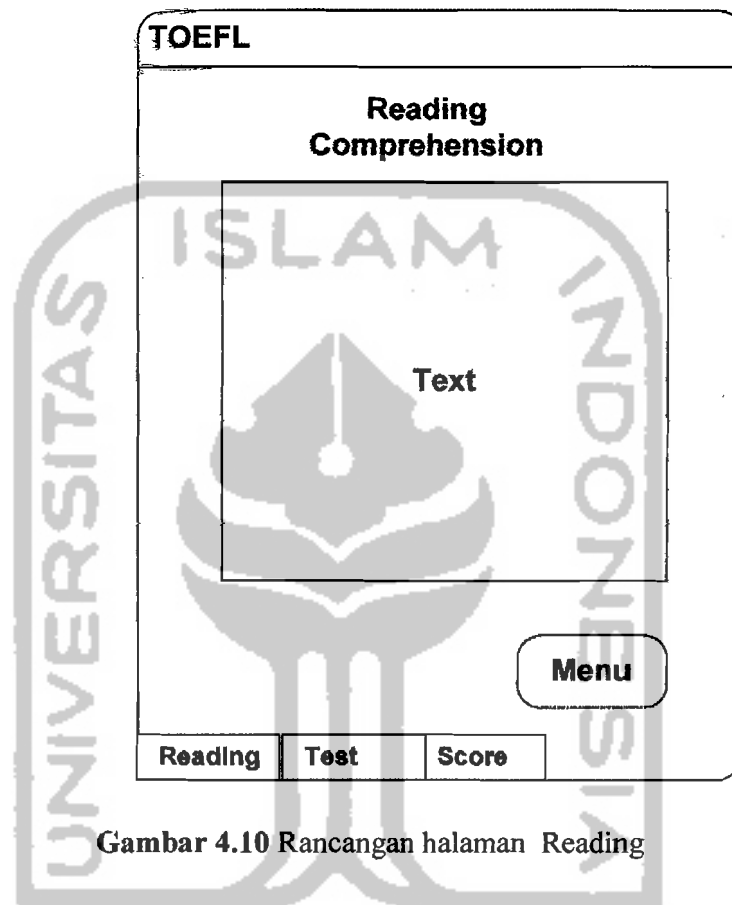 TOEFL
Reading
Comprehension
Text
Menu
Reading Test Score
Gambar 4.10 Rancangan halaman Reading
UNIVERSITAS
ISLAM
INDONESIA